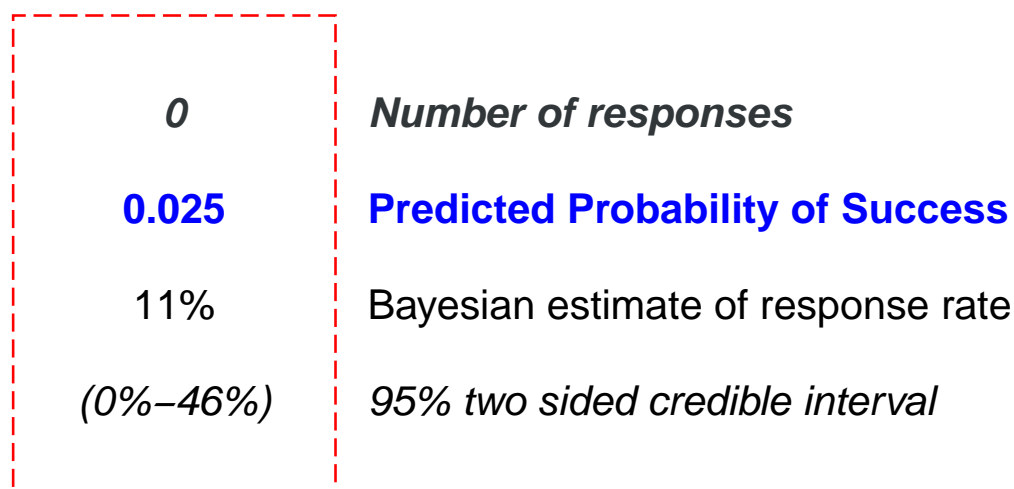 0 Number of responses
0.025 Predicted Probability of Success
11% Bayesian estimate of response rate
(0%−46%) 95% two sided credible interval